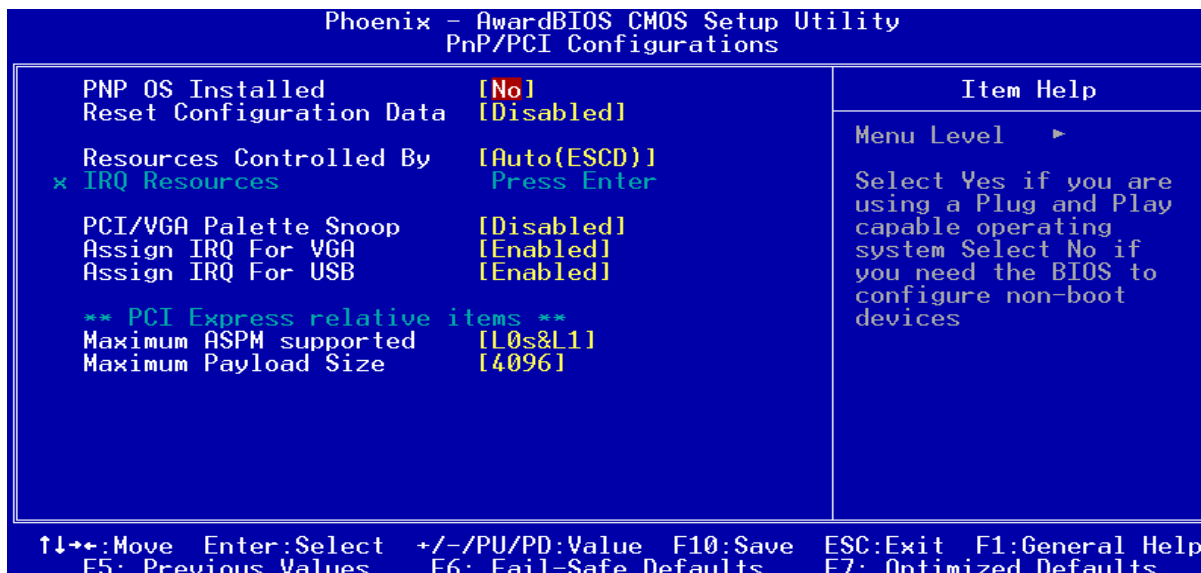 Phoenix - AwardBIOS CMOS Setup Utility
PnP/PCI Configurations
PNP OS Installed [No]
Reset Configuration Data [Disabled]
Resources Controlled By [Auto(ESCD)]
x IRQ Resources Press Enter
PCI/VGA Palette Snoop [Disabled]
Assign IRQ For VGA [Enabled]
Assign IRQ For USB [Enabled]
** PCI Express relative items **
Maximum ASPM supported [L0s&L1]
Maximum Payload Size [4096]
Item Help
Menu Level ►
Select Yes if you are
using a Plug and Play
capable operating
system Select No if
you need the BIOS to
configure non-boot
devices
↑↓→←:Move Enter:Select +/-/PU/PD:Value F10:Save ESC:Exit F1:General Help
F5: Previous Values F6: Fail-Safe Defaults F7: Optimized Defaults